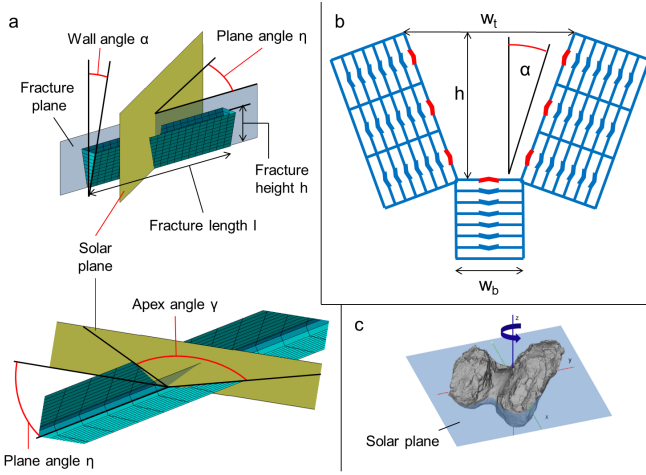 a
Wall angle α
Plane angle η
Fracture
plane
Fracture
height h
Fracture length l
Solar
plane
Apex angle γ
Plane angle η
b
wt
α
h
wb
c
z
y
x
Solar plane